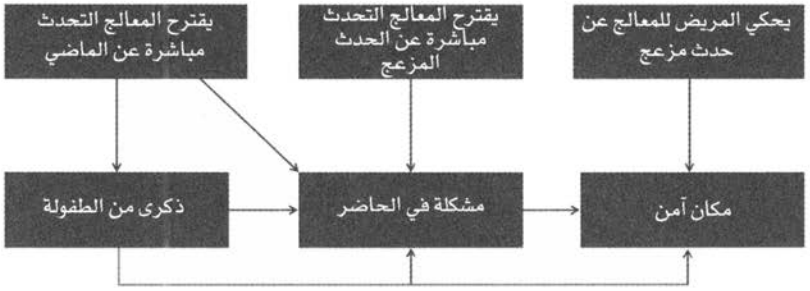 يحكي المريض للمعالج عن
حدث مزعج
يقترح المعالج التحدث
مباشرة عن الحدث
المزعج
يقترح المعالج التحدث
مباشرة عن الماضي
مكان آمن
مشكلة في الحاضر
ذكرى من الطفولة